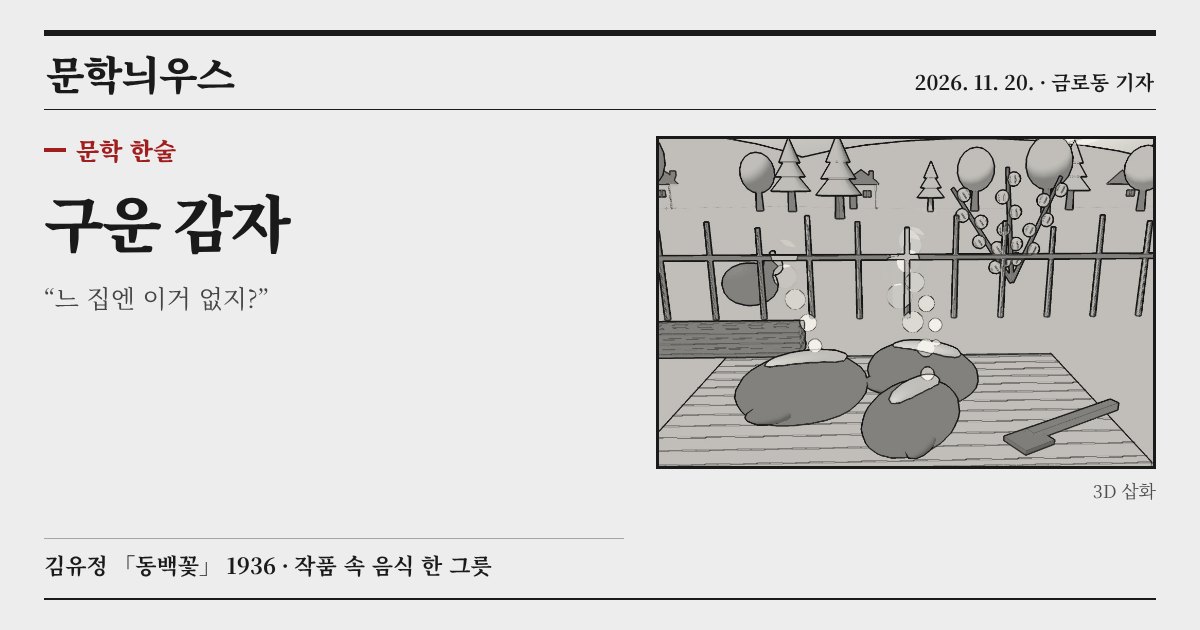 문학늬우스
2026. 11. 20. · 금로동 기자
문학 한술
구운 감자
“느 집엔 이거 없지?”
3D 삽화
김유정 「동백꽃」 1936 · 작품 속 음식 한 그릇